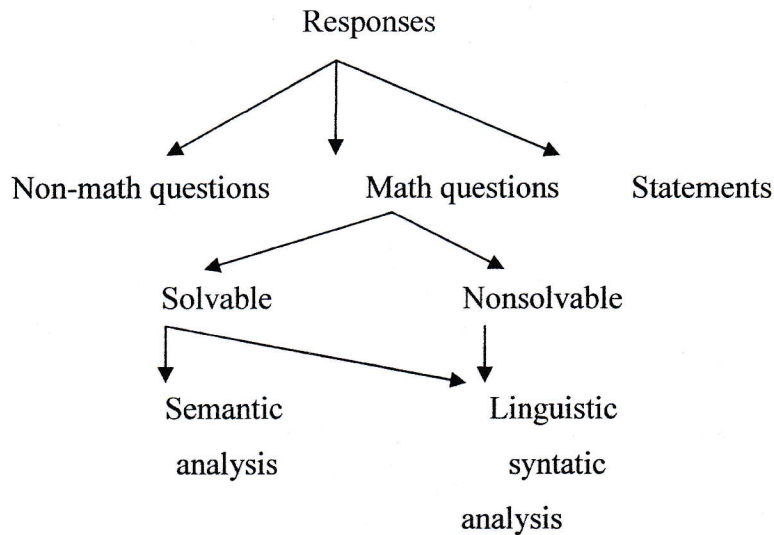 Responses
Non-math questions Math questions Statements
Solvable Nonsolvable
Semantic Linguistic
analysis syntatic
analysis